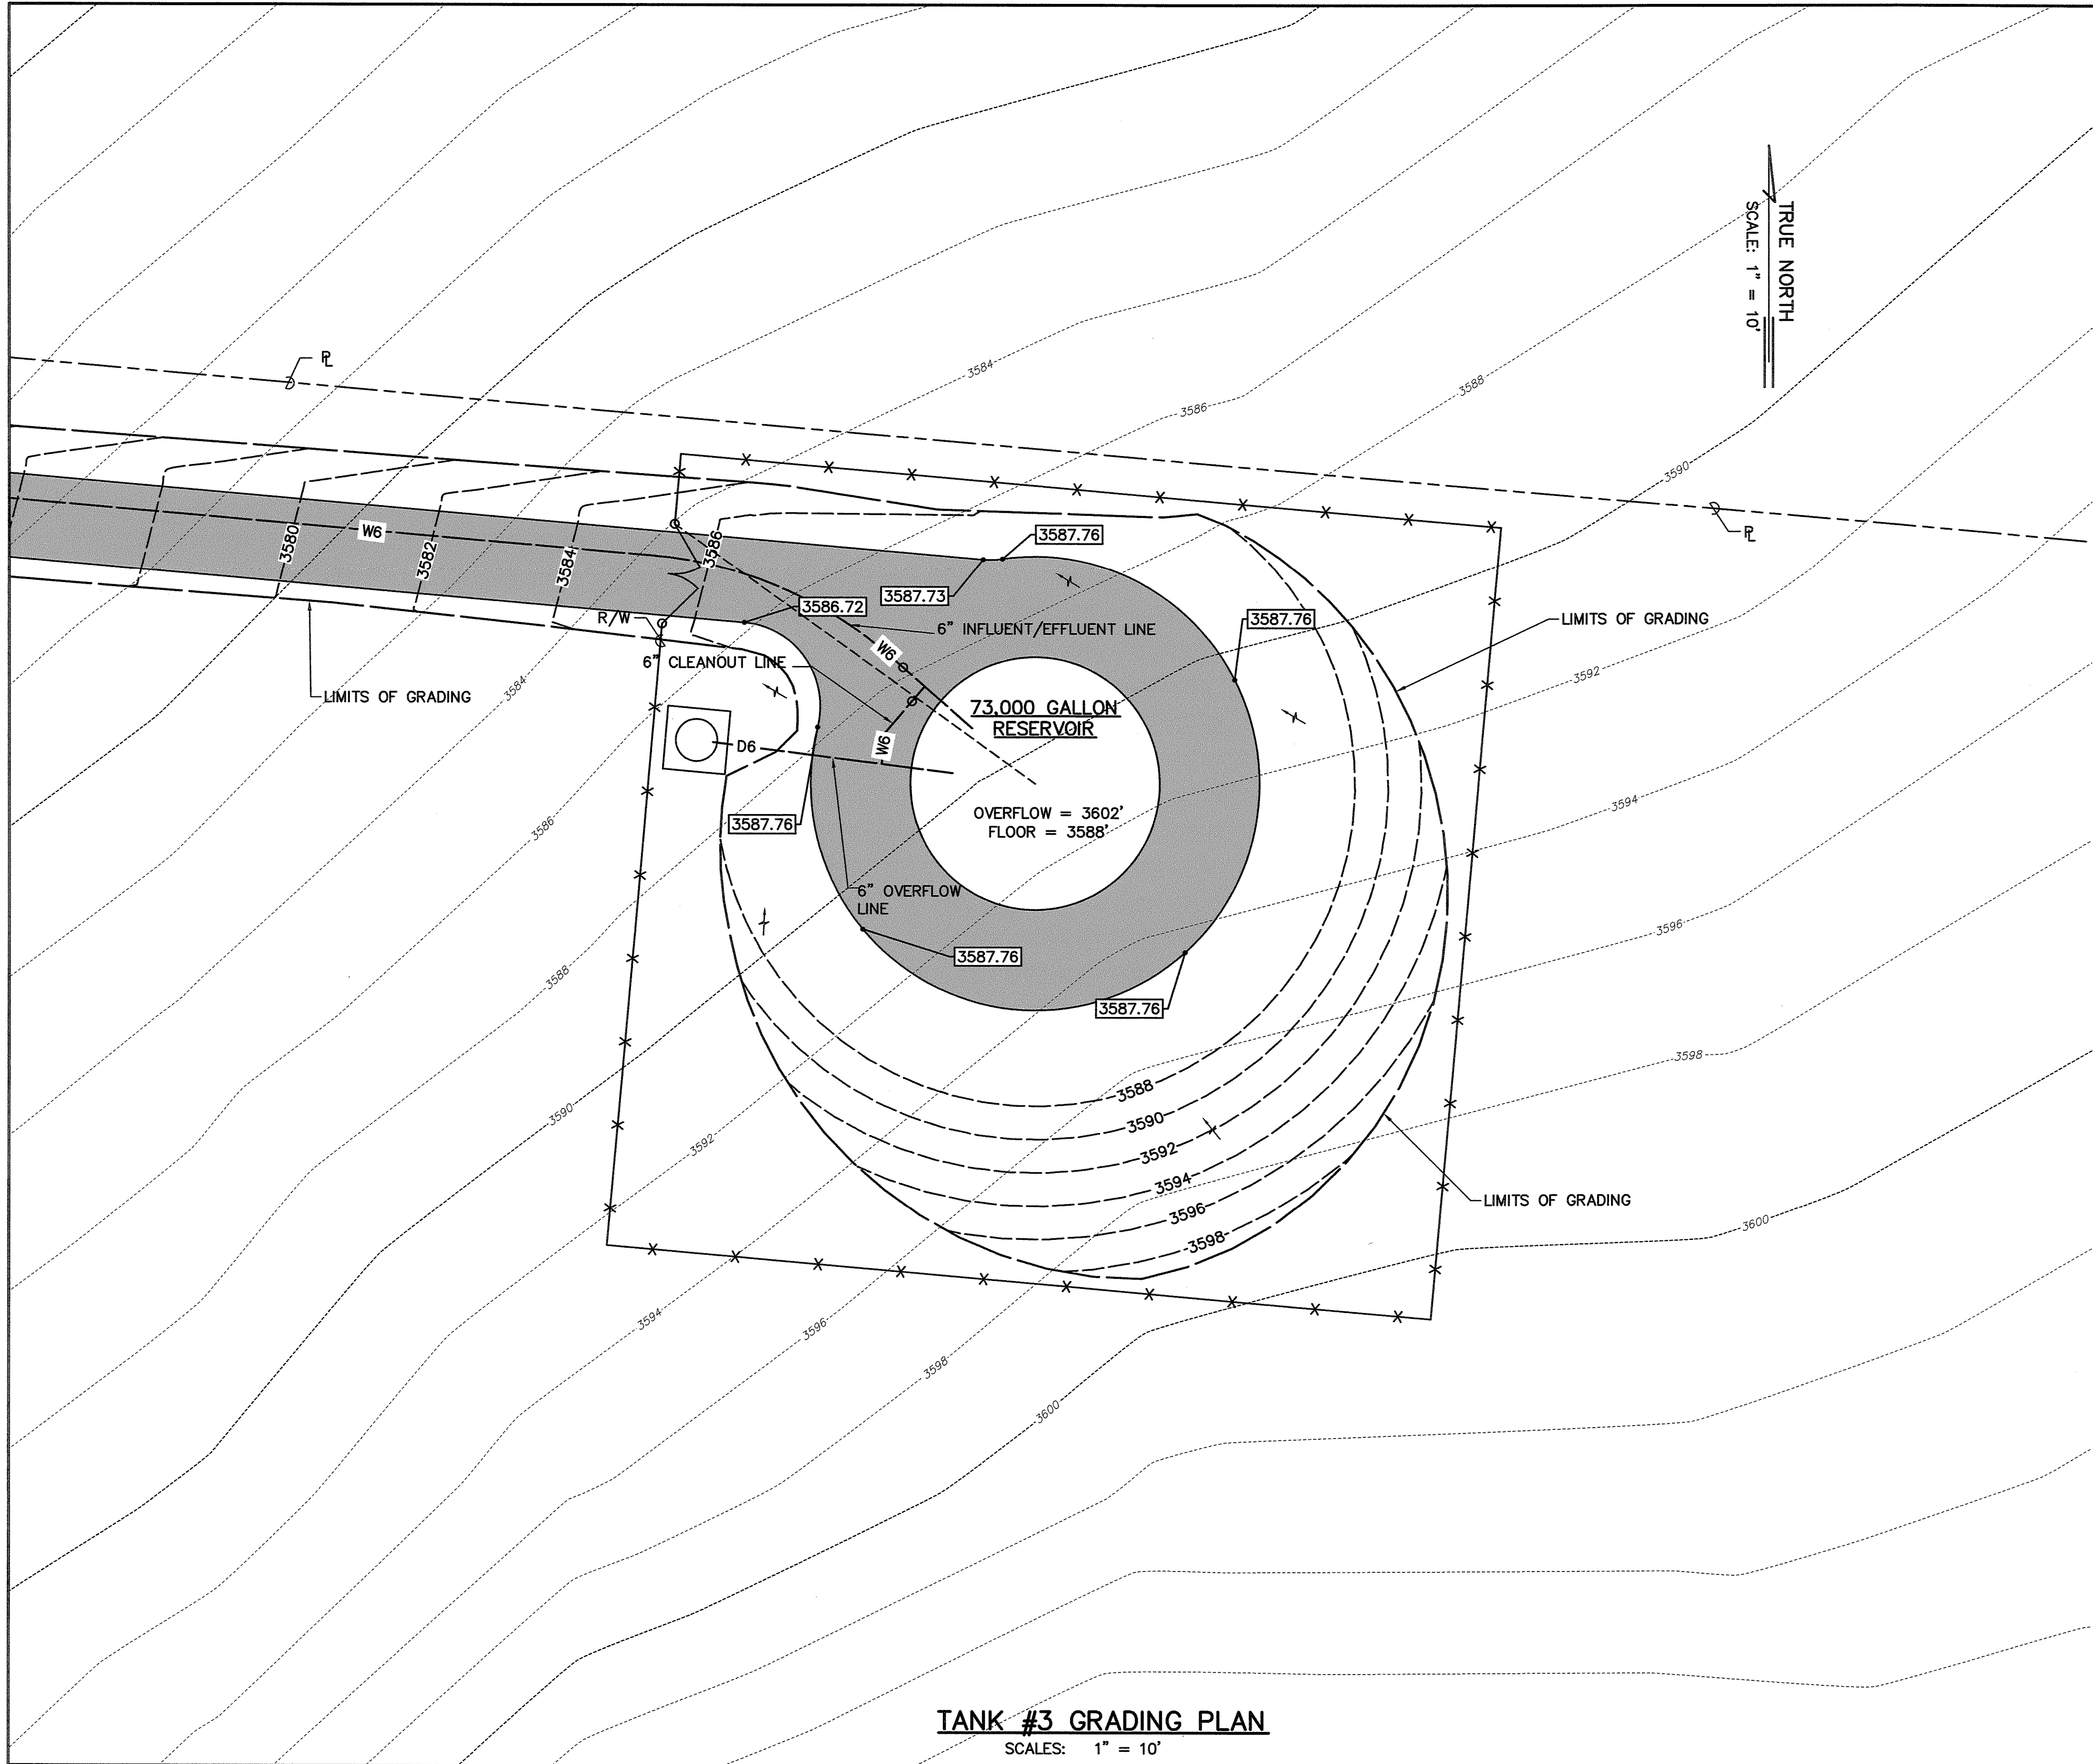 TRUE NORTH
SCALE: 1" = 10'
3584
3586
3588
3590
3592
3594
3596
3598
3600
PL
PL
3580
3582
3584
3586
W6
R/W
LIMITS OF GRADING
3587.76
3587.73
3586.72
3587.76
6" INFLUENT/EFFLUENT LINE
W6
6" CLEANOUT LINE
W6
D6
73,000 GALLON
RESERVOIR
OVERFLOW = 3602'
FLOOR = 3588'
3587.76
6" OVERFLOW
LINE
3587.76
3587.76
LIMITS OF GRADING
3588
3590
3592
3594
3596
3598
LIMITS OF GRADING
3584
3586
3588
3590
3592
3594
3596
3598
3600
TANK #3 GRADING PLAN
SCALES: 1" = 10'